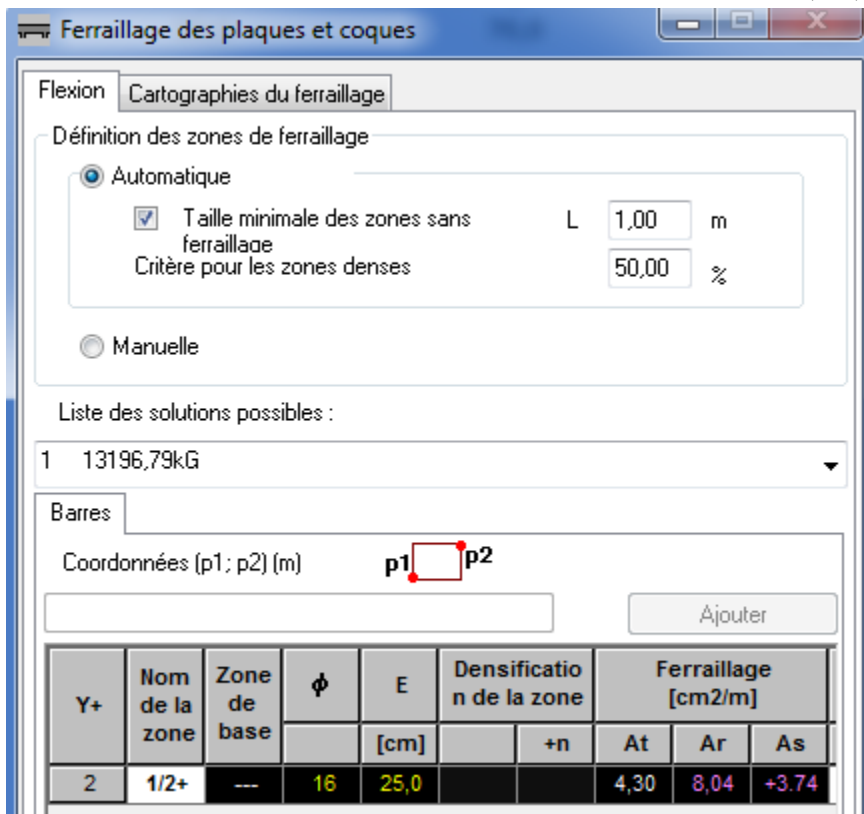 Ferraillage des plaques et coques
Flexion Cartographies du ferraillage
Définition des zones de ferraillage
Automatique
Taille minimale des zones sans L 1,00 m
ferraillage
Critère pour les zones denses 50,00 %
Manuelle
Liste des solutions possibles :
1 13196,79kG
Barres
Coordonnées (p1; p2) (m) p1 p2
Ajouter
Y+ Nom de la zone Zone de base ϕ E Densificatio n de la zone Ferraillage [cm2/m]
[cm] +n At Ar As
2 1/2+ --- 16 25,0 4,30 8,04 +3.74